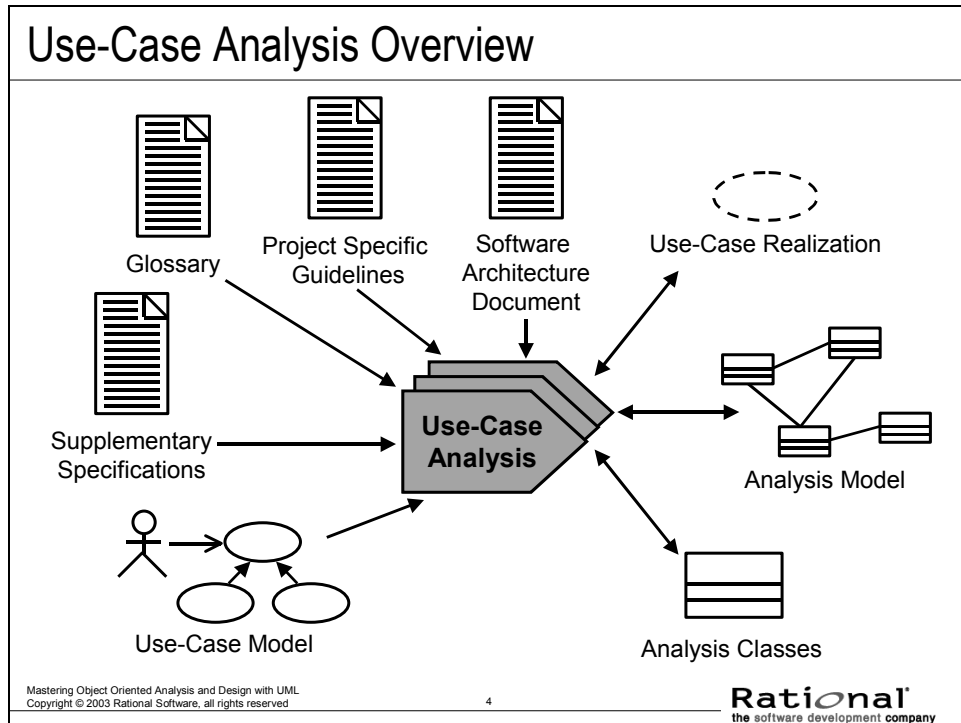 Use-Case Analysis Overview
Glossary
Project Specific
Guidelines
Software
Architecture
Document
Use-Case Realization
Supplementary
Specifications
Use-Case
Analysis
Analysis Model
Use-Case Model
Analysis Classes
Mastering Object Oriented Analysis and Design with UML
Copyright © 2003 Rational Software, all rights reserved
4
Rational
the software development company